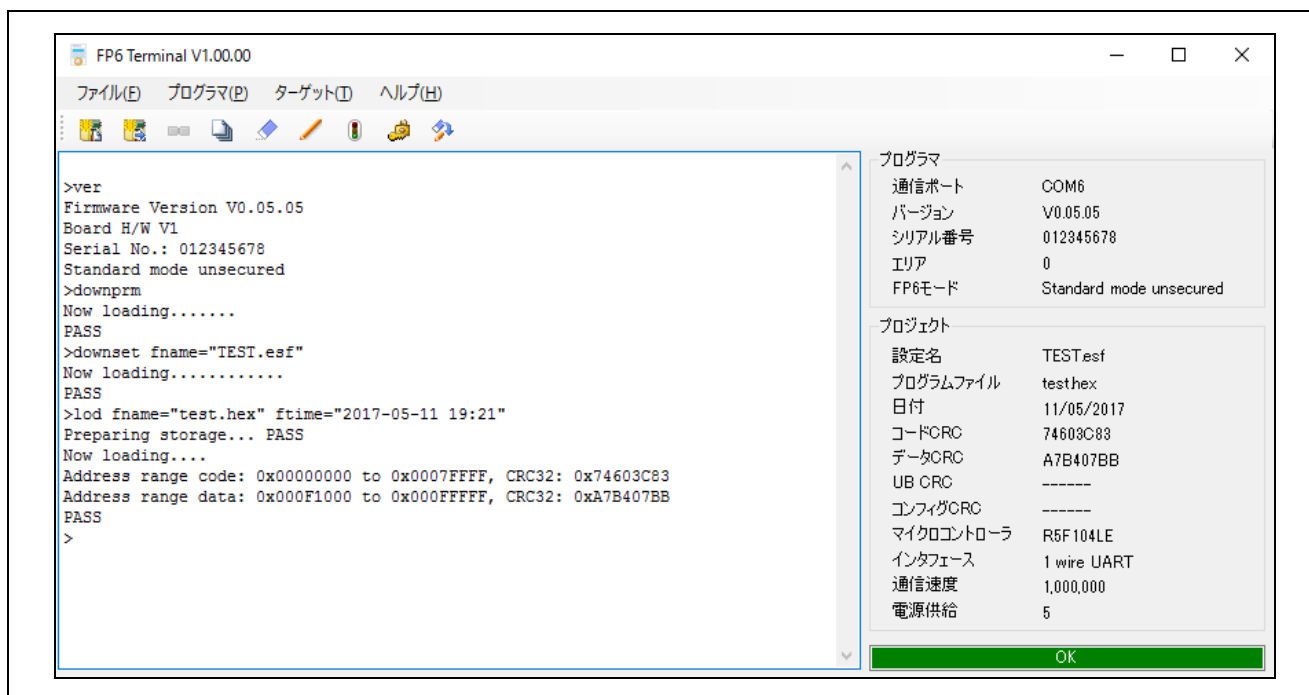 FP6 Terminal V1.00.00
ファイル(F) プログラマ(P) ターゲット(T) ヘルプ(H)
>ver
Firmware Version V0.05.05
Board H/W V1
Serial No.: 012345678
Standard mode unsecured
>downprm
Now loading.......
PASS
>downset fname="TEST.esf"
Now loading............
PASS
>lod fname="test.hex" ftime="2017-05-11 19:21"
Preparing storage... PASS
Now loading....
Address range code: 0x00000000 to 0x0007FFFF, CRC32: 0x74603C83
Address range data: 0x000F1000 to 0x000FFFFF, CRC32: 0xA7B407BB
PASS
>
プログラマ
通信ポート COM6
バージョン V0.05.05
シリアル番号 012345678
エリア 0
FP6モード Standard mode unsecured
プロジェクト
設定名 TEST.esf
プログラムファイル test.hex
日付 11/05/2017
コードCRC 74603C83
データCRC A7B407BB
UB CRC ------
コンフィグCRC ------
マイクロコントローラ R5F104LE
インタフェース 1 wire UART
通信速度 1,000,000
電源供給 5
OK